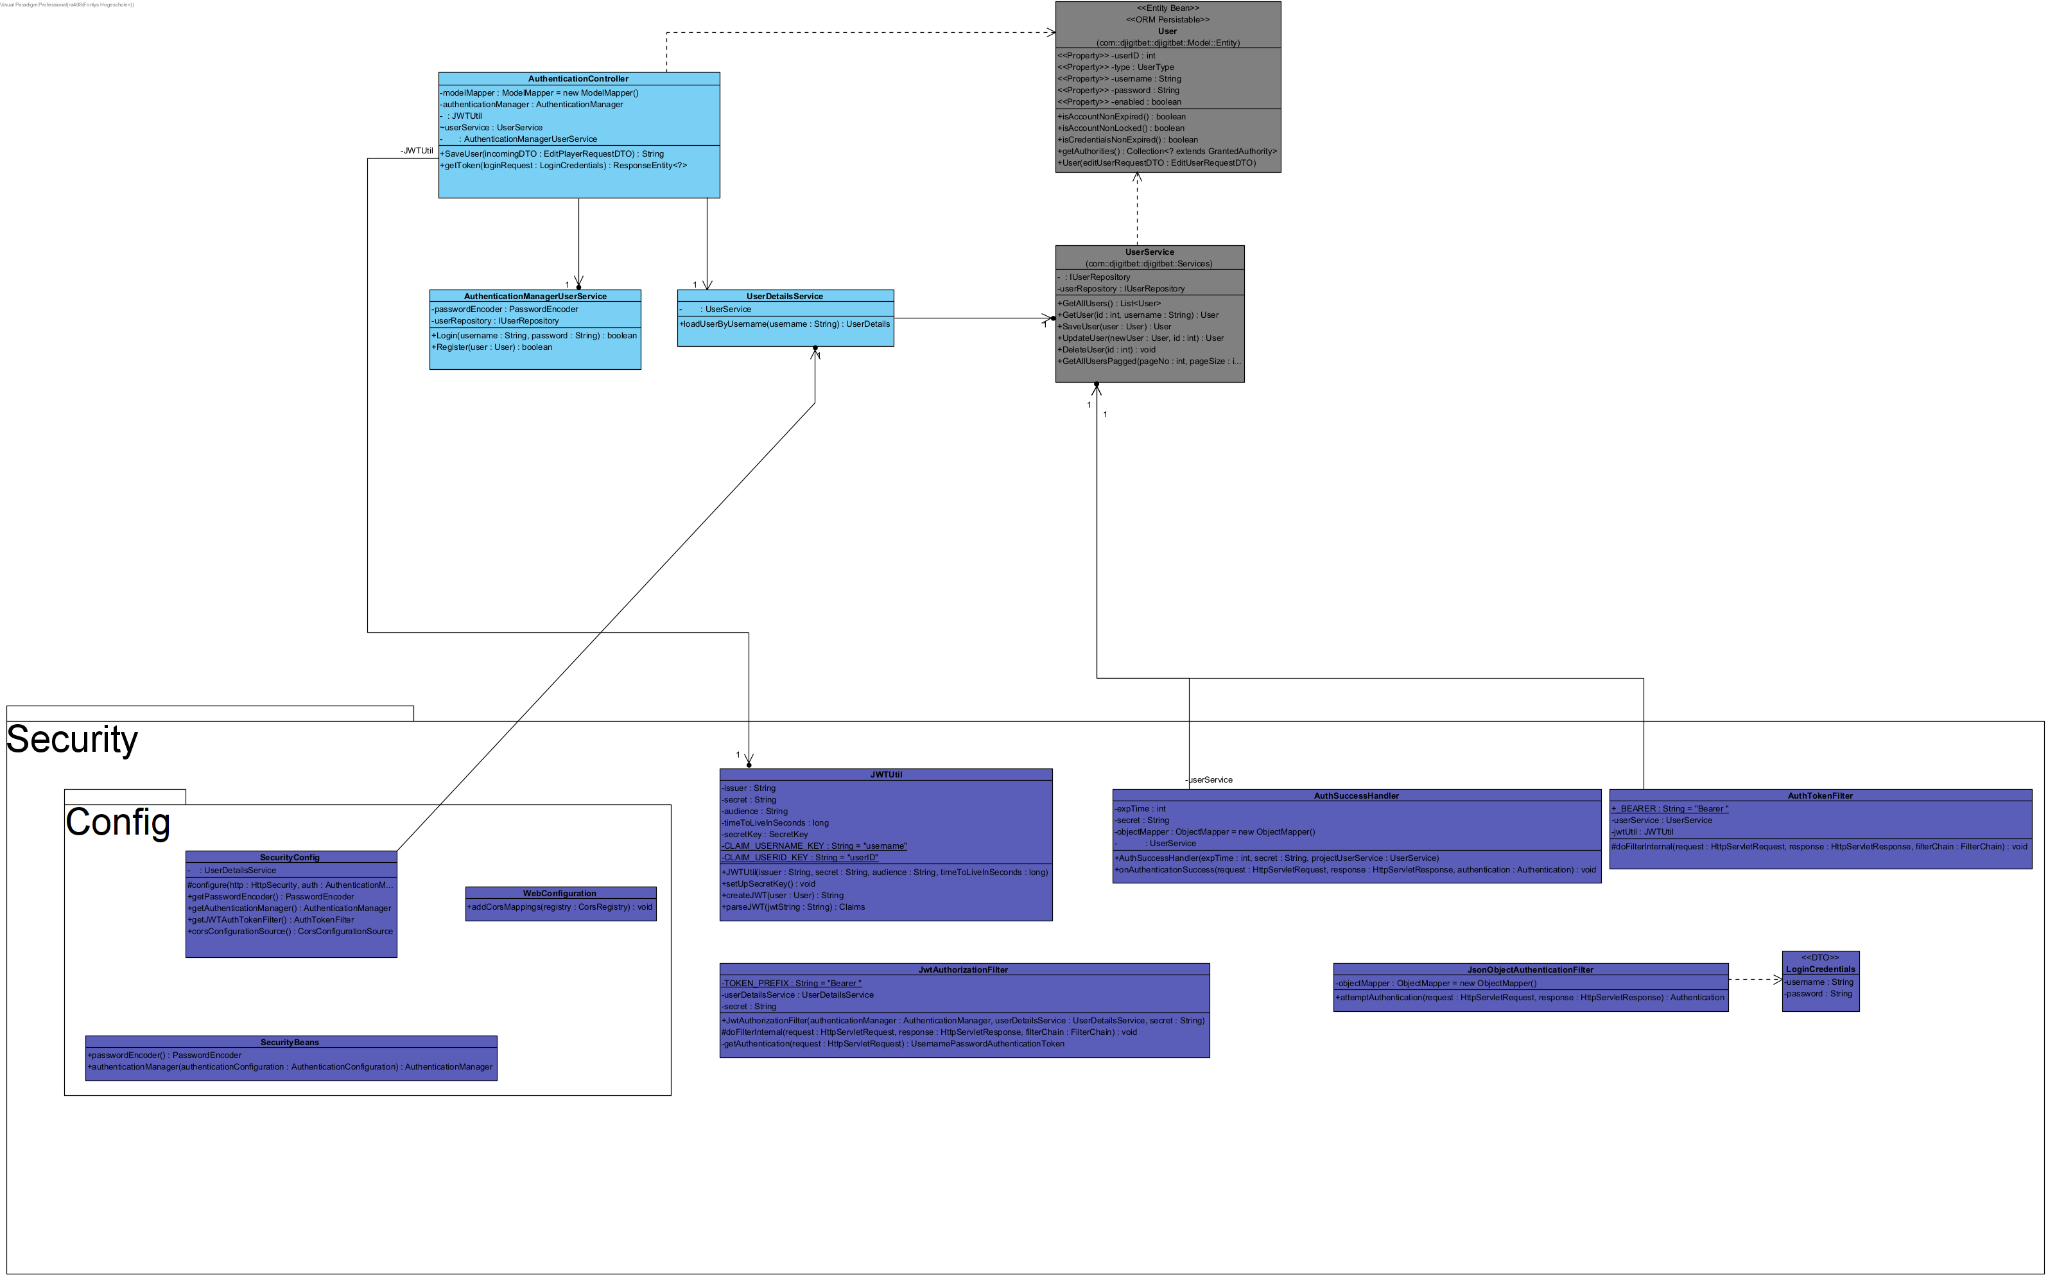 Visual Paradigm Professional(
<<Entity Bean>>
<<ORM Persistable>>
User
(com::djigitbet::djigitbet::Model::Entity)
<<Property>> -userID : int
<<Property>> -type : UserType
<<Property>> -username : String
<<Property>> -password : String
<<Property>> -enabled : boolean
+isAccountNonExpired() : boolean
+isAccountNonLocked() : boolean
+isCredentialsNonExpired() : boolean
+getAuthorities() : Collection<? extends GrantedAuthority>
+User(editUserRequestDTO : EditUserRequestDTO)
AuthenticationController
-modelMapper : ModelMapper = new ModelMapper()
-authenticationManager : AuthenticationManager
- : JWTUtil
~userService : UserService
- : AuthenticationManagerUserService
+SaveUser(incomingDTO : EditPlayerRequestDTO) : String
+getToken(loginRequest : LoginCredentials) : ResponseEntity<?>
-JWTUtil
1
1
AuthenticationManagerUserService
-passwordEncoder : PasswordEncoder
-userRepository : IUserRepository
+Login(username : String, password : String) : boolean
+Register(user : User) : boolean
UserDetailsService
- : UserService
+loadUserByUsername(username : String) : UserDetails
1
1
UserService
(com::djigitbet::djigitbet::Services)
- : IUserRepository
-userRepository : IUserRepository
+GetAllUsers() : List<User>
+GetUser(id : int, username : String) : User
+SaveUser(user : User) : User
+UpdateUser(newUser : User, id : int) : User
+DeleteUser(id : int) : void
+GetAllUsersPagged(pageNo : int, pageSize : i...
1
1
Security
Config
SecurityConfig
- : UserDetailsService
#configure(http : HttpSecurity, auth : AuthenticationM...
+getPasswordEncoder() : PasswordEncoder
+getAuthenticationManager() : AuthenticationManager
+getJWTAuthTokenFilter() : AuthTokenFilter
+corsConfigurationSource() : CorsConfigurationSource
WebConfiguration
+addCorsMappings(registry : CorsRegistry) : void
SecurityBeans
+passwordEncoder() : PasswordEncoder
+authenticationManager(authenticationConfiguration : AuthenticationConfiguration) : AuthenticationManager
1
JWTUtil
-issuer : String
-secret : String
-audience : String
-timeToLiveInSeconds : long
-secretKey : SecretKey
-CLAIM_USERNAME_KEY : String = "username"
-CLAIM_USERID_KEY : String = "userID"
+JWTUtil(issuer : String, secret : String, audience : String, timeToLiveInSeconds : long)
+setUpSecretKey() : void
+createJWT(user : User) : String
+parseJWT(jwtString : String) : Claims
-userService
AuthSuccessHandler
-expTime : int
-secret : String
-objectMapper : ObjectMapper = new ObjectMapper()
- : UserService
+AuthSuccessHandler(expTime : int, secret : String, projectUserService : UserService)
+onAuthenticationSuccess(request : HttpServletRequest, response : HttpServletResponse, authentication : Authentication) : void
AuthTokenFilter
+_BEARER : String = "Bearer "
-userService : UserService
-jwtUtil : JWTUtil
#doFilterInternal(request : HttpServletRequest, response : HttpServletResponse, filterChain : FilterChain) : void
JwtAuthorizationFilter
-TOKEN_PREFIX : String = "Bearer "
-userDetailsService : UserDetailsService
-secret : String
+JwtAuthorizationFilter(authenticationManager : AuthenticationManager, userDetailsService : UserDetailsService, secret : String)
#doFilterInternal(request : HttpServletRequest, response : HttpServletResponse, filterChain : FilterChain) : void
-getAuthentication(request : HttpServletRequest) : UsernamePasswordAuthenticationToken
JsonObjectAuthenticationFilter
-objectMapper : ObjectMapper = new ObjectMapper()
+attemptAuthentication(request : HttpServletRequest, response : HttpServletResponse) : Authentication
<<DTO>>
LoginCredentials
-username : String
-password : String